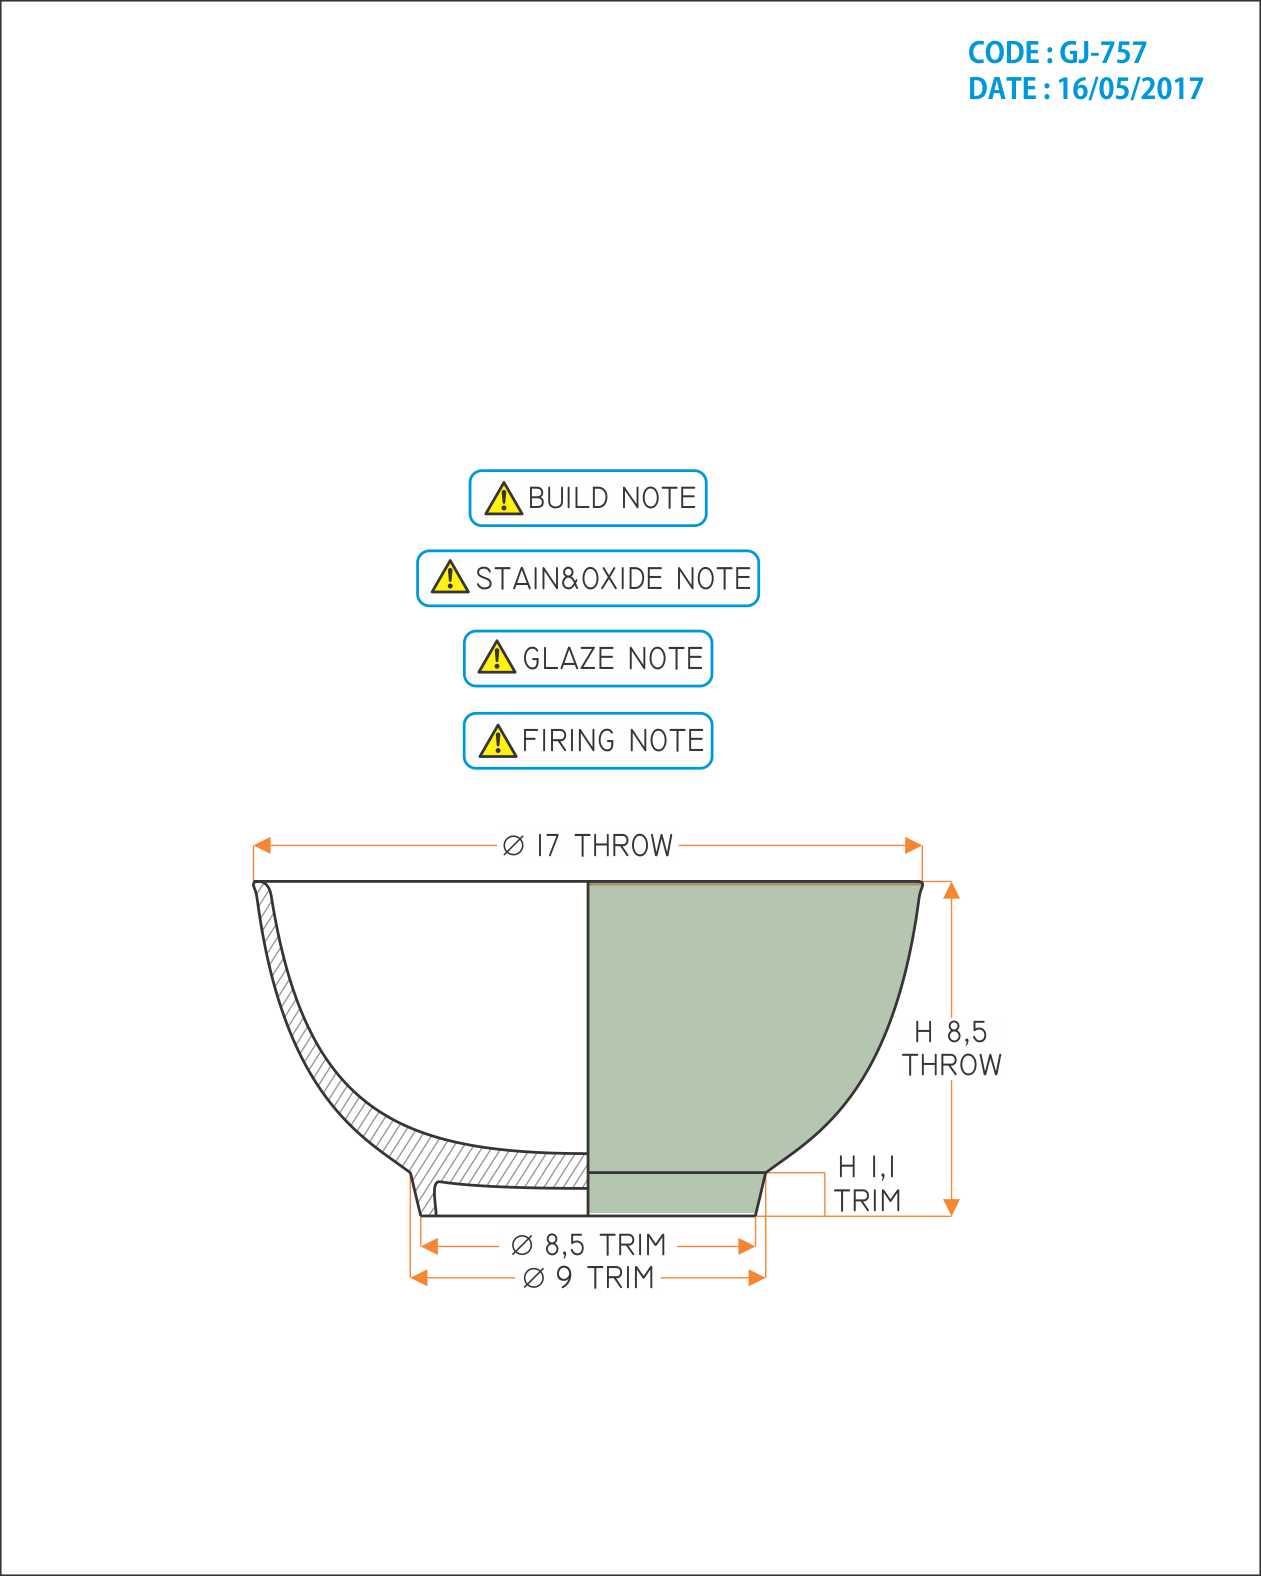 CODE : GJ-757
DATE : 16/05/2017
BUILD NOTE
STAIN&OXIDE NOTE
GLAZE NOTE
FIRING NOTE
Ø 17 THROW
H 8,5
THROW
H 1,1
TRIM
Ø 8,5 TRIM
Ø 9 TRIM